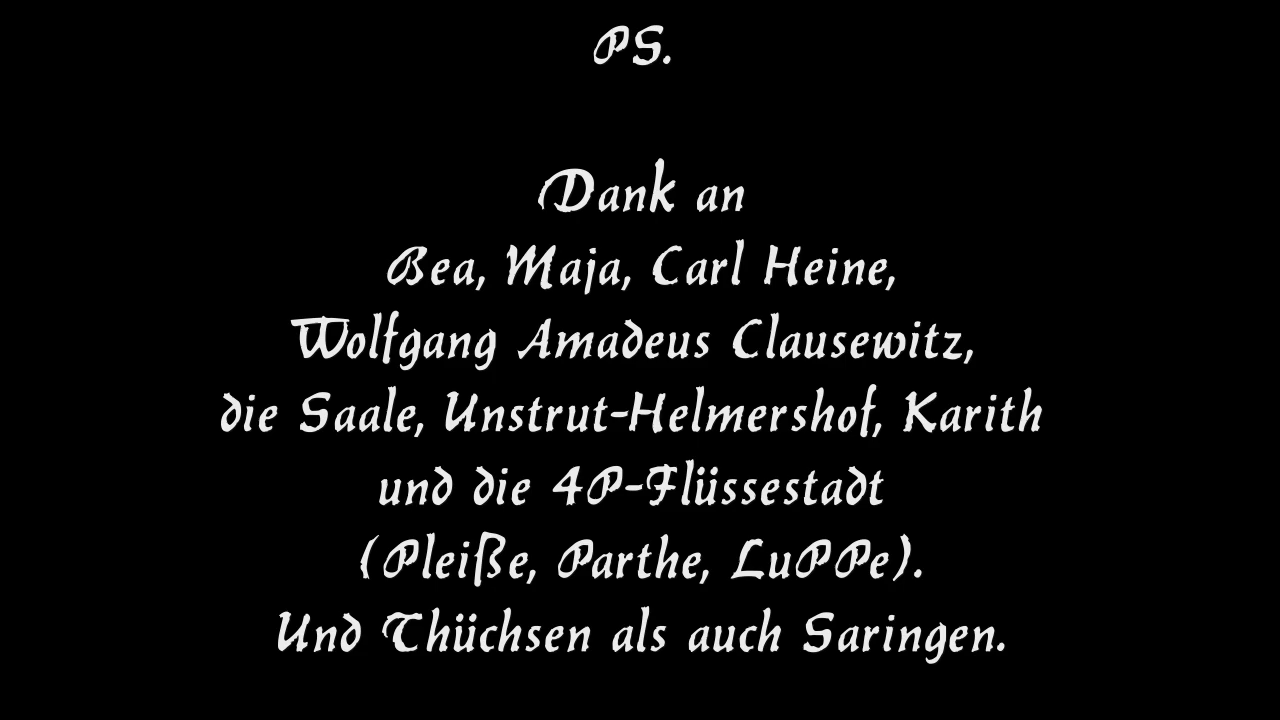 PS.
Dank an
Bea, Maja, Carl Heine,
Wolfgang Amadeus Clausewitz,
die Saale, Unstrut-Helmershof, Karith
und die 4P-Flüssestadt
(Pleiße, Parthe, LuPPe).
Und Thüchsen als auch Saringen.